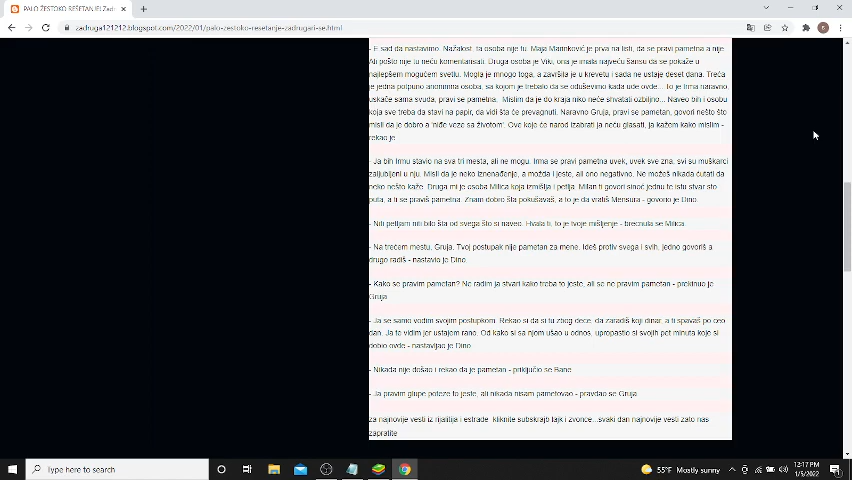 PALO ŽESTOKO REŠETANJE! Zad
zadruga121212.blogspot.com/2022/01/palo-zestoko-resetanje-zadrugari-se.html
- E sad da nastavimo. Nažalost, ta osoba nije tu. Maja Marinković je prva na listi, da se pravi pametna a nije.
Ali pošto nije tu neću komentarisati. Druga osoba je Viki, ona je imala najveću šansu da se pokaže u
najlepšem mogućem svetlu. Mogla je mnogo toga, a završila je u krevetu i sada ne ustaje deset dana. Treća
je jedna potpuno anonimna osoba, sa kojom je trebalo da se oduševimo kada uđe ovde... To je Irma naravno,
uskače sama svuda, pravi se pametna. Mislim da je do kraja niko neće shvatati ozbiljno... Naveo bih i osobu
koja sve treba da stavi na papir, da vidi šta će prevagnuti. Naravno Gruja, pravi se pametan, govori nešto što
misli da je dobro a 'niđe veze sa životom'. Ove koje će narod izabrati ja neću glasati, ja kažem kako mislim -
rekao je
- Ja bih Irmu stavio na sva tri mesta, ali ne mogu. Irma se pravi pametna uvek, uvek sve zna, svi su muškarci
zaljubljeni u nju. Misli da je neko iznenađenje, a možda i jeste, ali ono negativno. Ne možeš nikada ćutati da
neko nešto kaže. Druga mi je osoba Milica koja izmišlja i petlja. Milan ti govori sinoć jednu te istu stvar sto
puta, a ti se praviš pametna. Znam dobro šta pokušavaš, a to je da vratiš Mensura - govorio je Dino.
- Niti petljam niti bilo šta od svega što si naveo. Hvala ti, to je tvoje mišljenje - brecnula se Milica.
- Na trećem mestu, Gruja. Tvoj postupak nije pametan za mene. Ideš protiv svega i svih, jedno govoriš a
drugo radiš - nastavio je Dino.
- Kako se pravim pametan? Ne radim ja stvari kako treba to jeste, ali se ne pravim pametan - prekinuo je
Gruja.
- Ja se samo vodim svojim postupkom. Rekao si da si tu zbog dece, da zaradiš koji dinar, a ti spavaš po ceo
dan. Ja te vidim jer ustajem rano. Od kako si sa njom ušao u odnos, upropastio si svojih pet minuta koje si
dobio ovde - nastavljao je Dino.
- Nikada nije došao i rekao da je pametan - priključio se Bane.
- Ja pravim glupe poteze to jeste, ali nikada nisam pametovao - pravdao se Gruja.
za najnovije vesti iz rijalitija i estrade kliknite subskrajb lajk i zvonce...svaki dan najnovije vesti zato nas
zapratite
Type here to search
55°F Mostly sunny
12:17 PM
1/5/2022